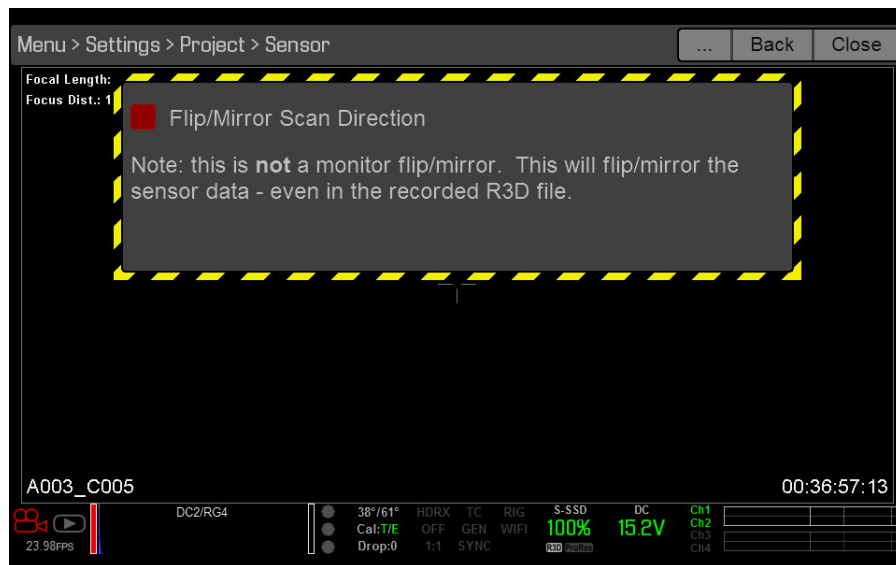 Menu > Settings > Project > Sensor
... Back Close
Focal Length:
Focus Dist.: 1
Flip/Mirror Scan Direction
Note: this is not a monitor flip/mirror. This will flip/mirror the
sensor data - even in the recorded R3D file.
A003_C005 00:36:57:13
DC2/RG4 38°/61° HDRX TC RIG S-SSD DC Ch1
Cal:T/E OFF GEN WIFI 100% 15.2V Ch2
Ch3
23.98FPS Drop:0 1:1 SYNC R3D ProRes Ch4